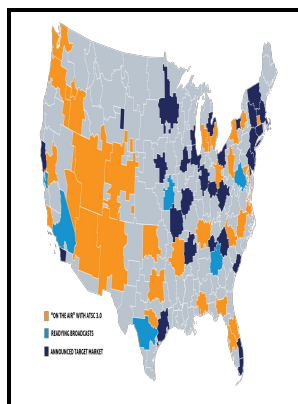 "ON THE AIR" WITH ATSC 3.0
READYING BROADCASTS
ANNOUNCED TARGET MARKET